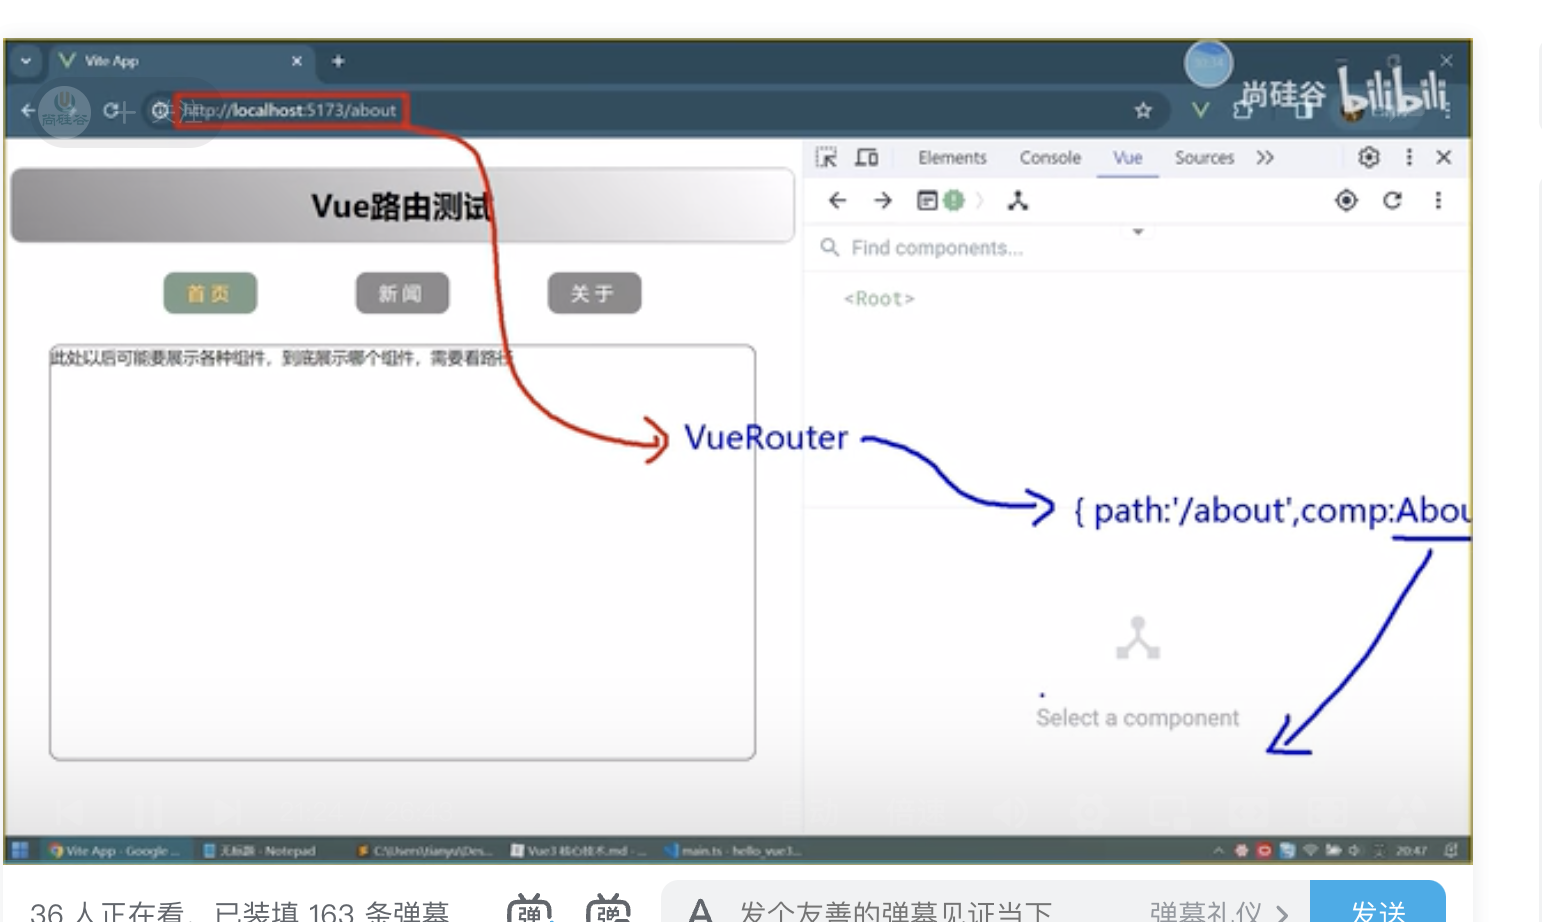 Vite App
尚硅谷
bilibili
http://localhost:5173/about
Elements Console Vue Sources
Vue路由测试
Find components...
<Root>
首页 新闻 关于
此处以后可能要展示各种组件，到底展示哪个组件，需要看路径
VueRouter
{ path:'/about',comp:Abou
Select a component
Vite App - Google ... 无标题 - Notepad C:\Users\tianyu\Des... Vue3核心技术.md - ... main.ts - hello_vue3... 20:47
36 人正在看, 已装填 163 条弹幕 发个友善的弹幕见证当下 弹幕礼仪 发送